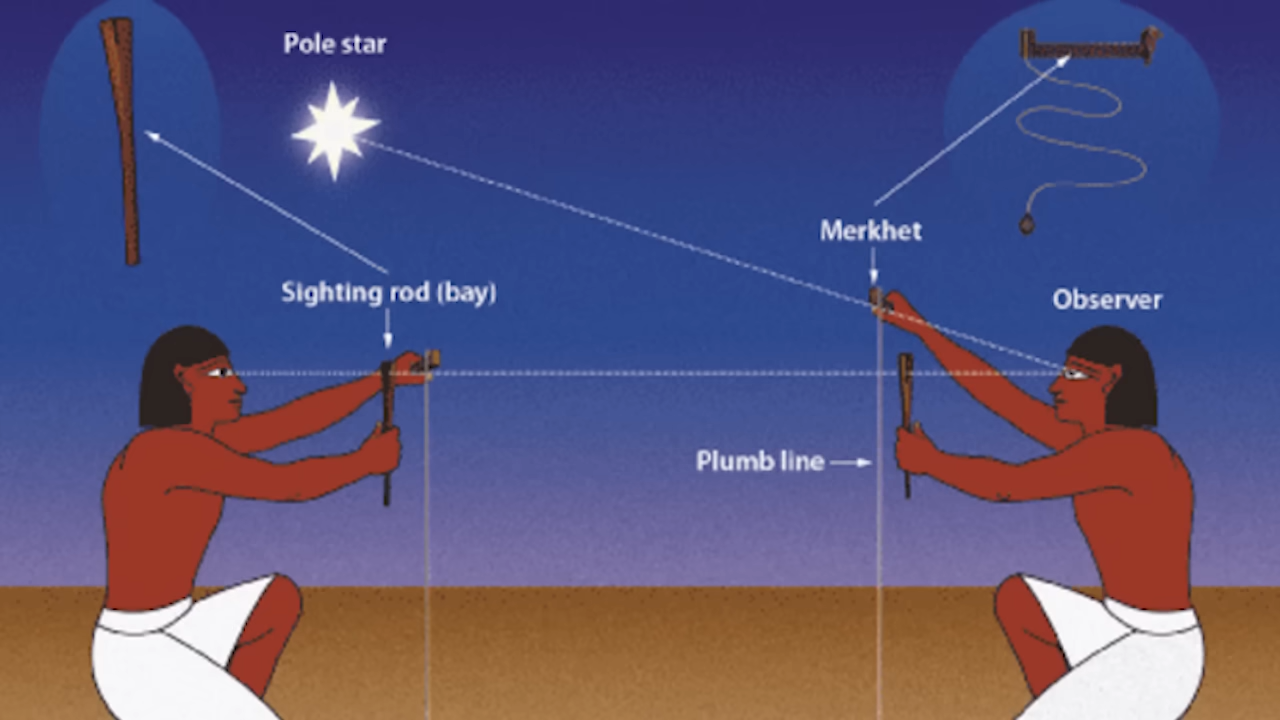 Pole star
Merkhet
Sighting rod (bay)
Observer
Plumb line